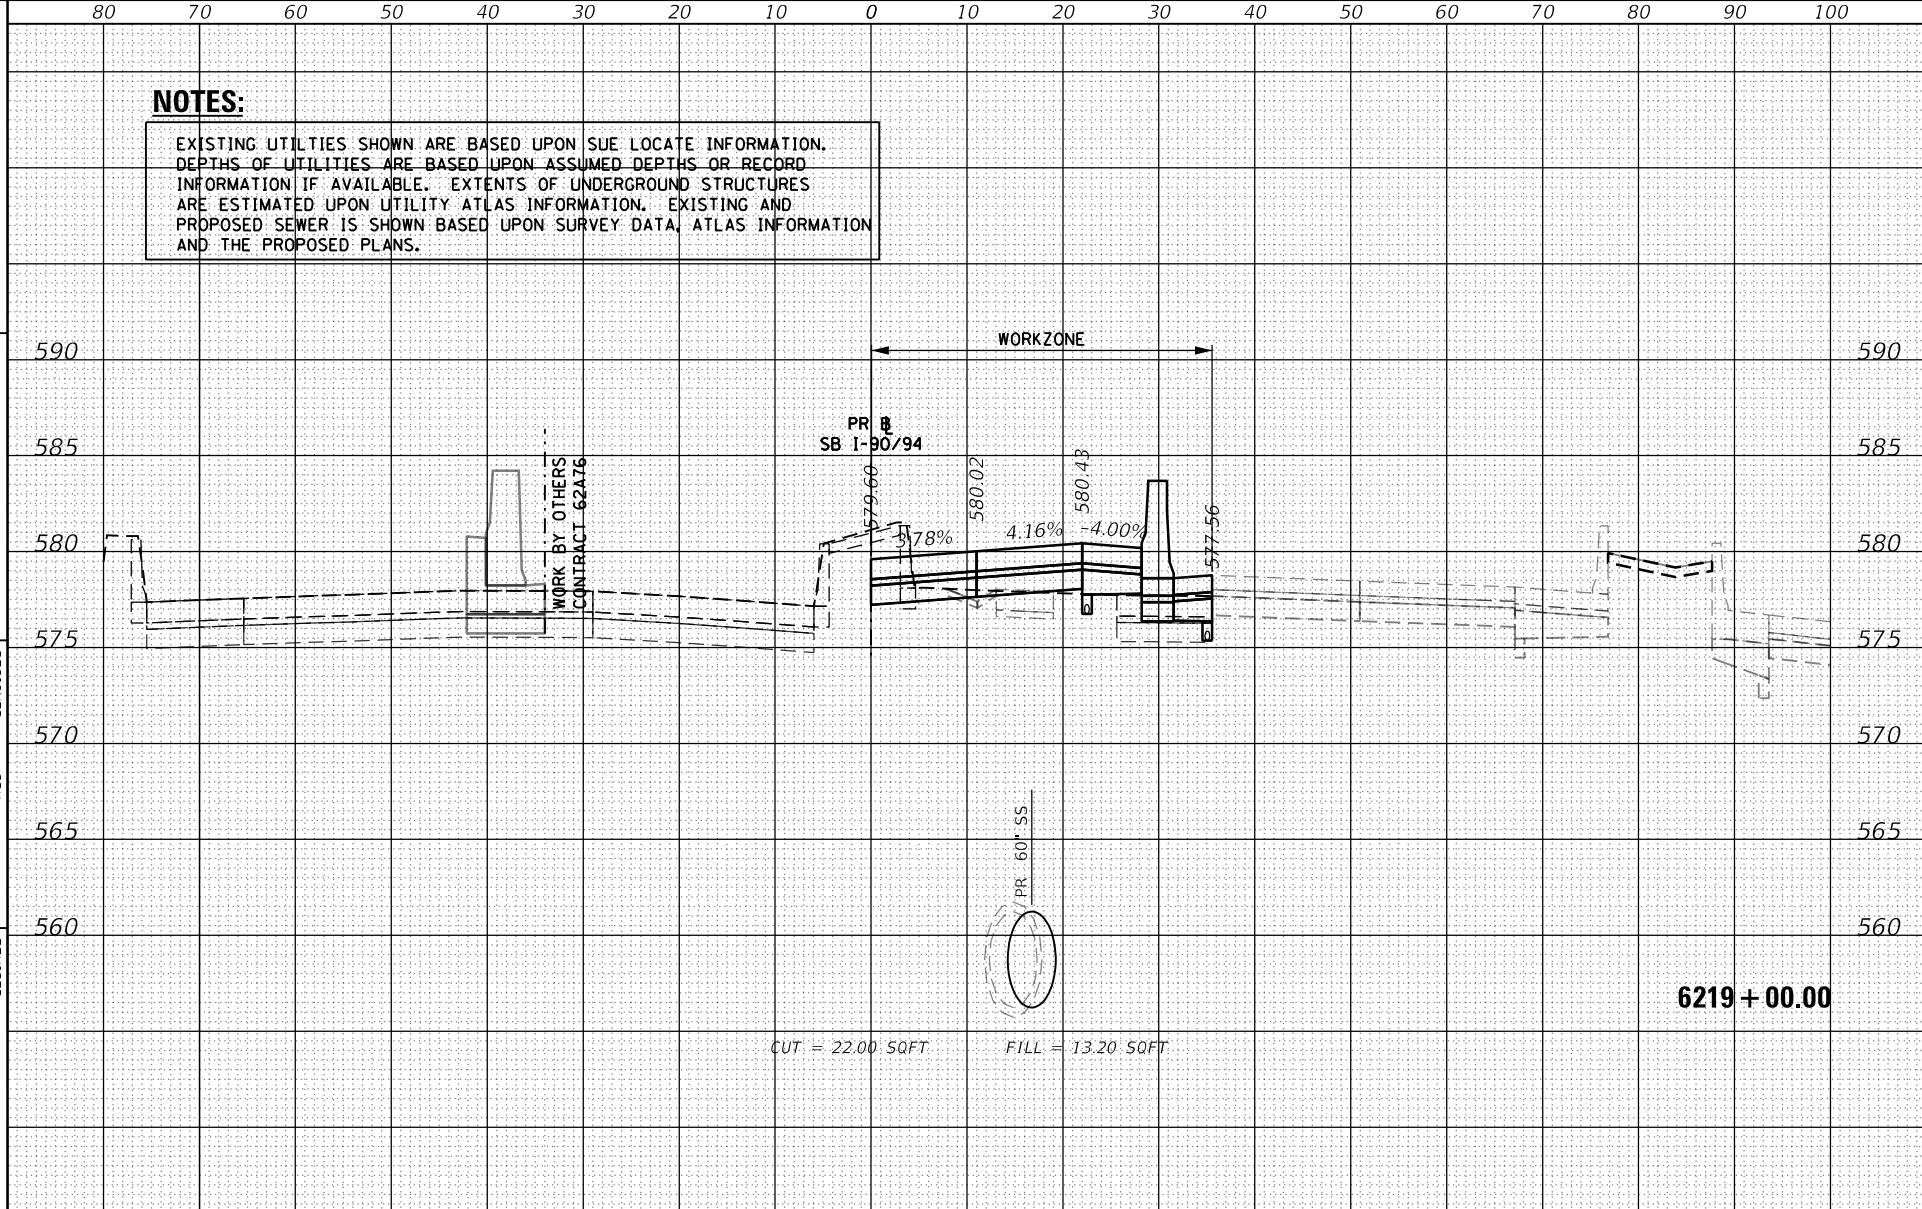 80 70 60 50 40 30 20 10 0 10 20 30 40 50 60 70 80 90 100
NOTES:
EXISTING UTILTIES SHOWN ARE BASED UPON SUE LOCATE INFORMATION.
DEPTHS OF UTILITIES ARE BASED UPON ASSUMED DEPTHS OR RECORD
INFORMATION IF AVAILABLE. EXTENTS OF UNDERGROUND STRUCTURES
ARE ESTIMATED UPON UTILITY ATLAS INFORMATION. EXISTING AND
PROPOSED SEWER IS SHOWN BASED UPON SURVEY DATA, ATLAS INFORMATION
AND THE PROPOSED PLANS.
WORKZONE
590 590
PR BL
SB I-90/94
585 585
579.60
580.02
580.43
577.56
3.78% 4.16% -4.00%
WORK BY OTHERS
CONTRACT 62A76
580 580
575 575
570 570
565 565
PR 60" SS
560 560
6219+00.00
CUT = 22.00 SQFT FILL = 13.20 SQFT